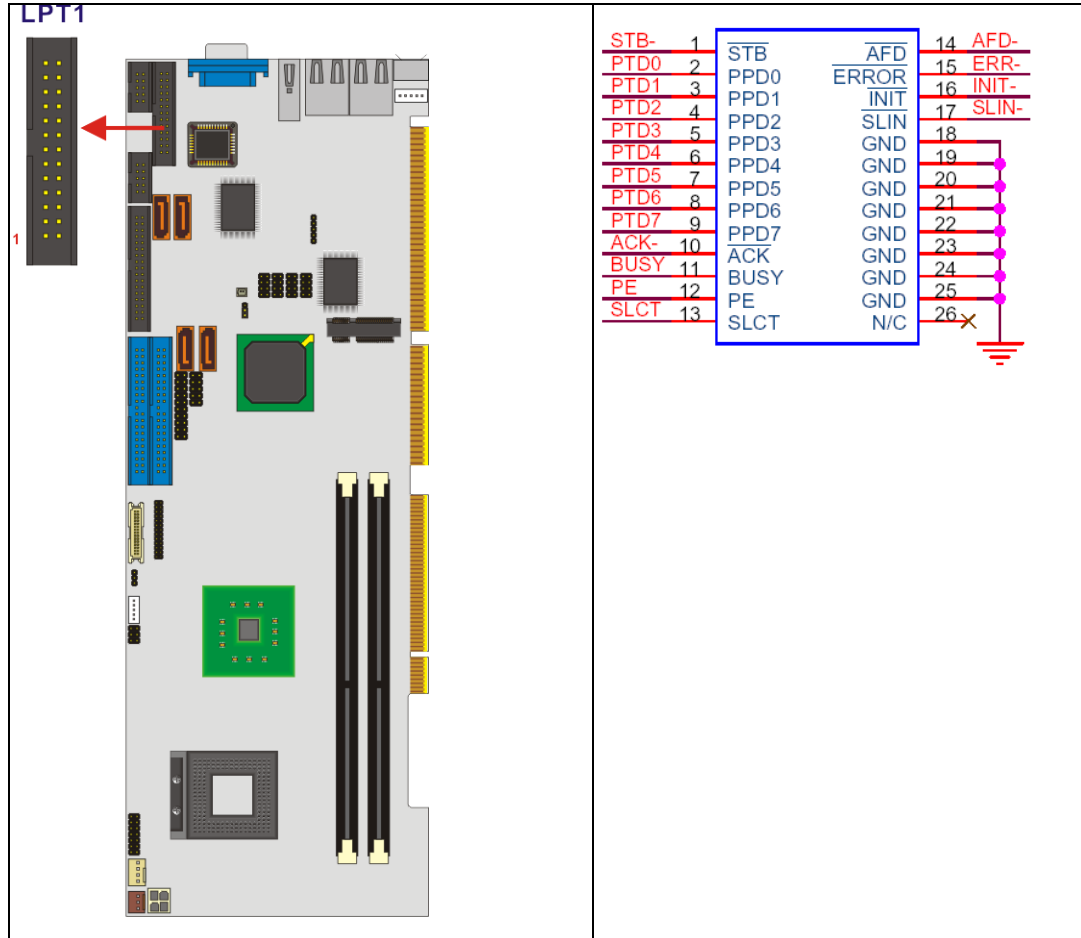 LPT1
1
STB- 1 STB AFD 14 AFD-
PTD0 2 PPD0 ERROR 15 ERR-
PTD1 3 PPD1 INIT 16 INIT-
PTD2 4 PPD2 SLIN 17 SLIN-
PTD3 5 PPD3 GND 18
PTD4 6 PPD4 GND 19
PTD5 7 PPD5 GND 20
PTD6 8 PPD6 GND 21
PTD7 9 PPD7 GND 22
ACK- 10 ACK GND 23
BUSY 11 BUSY GND 24
PE 12 PE GND 25
SLCT 13 SLCT N/C 26